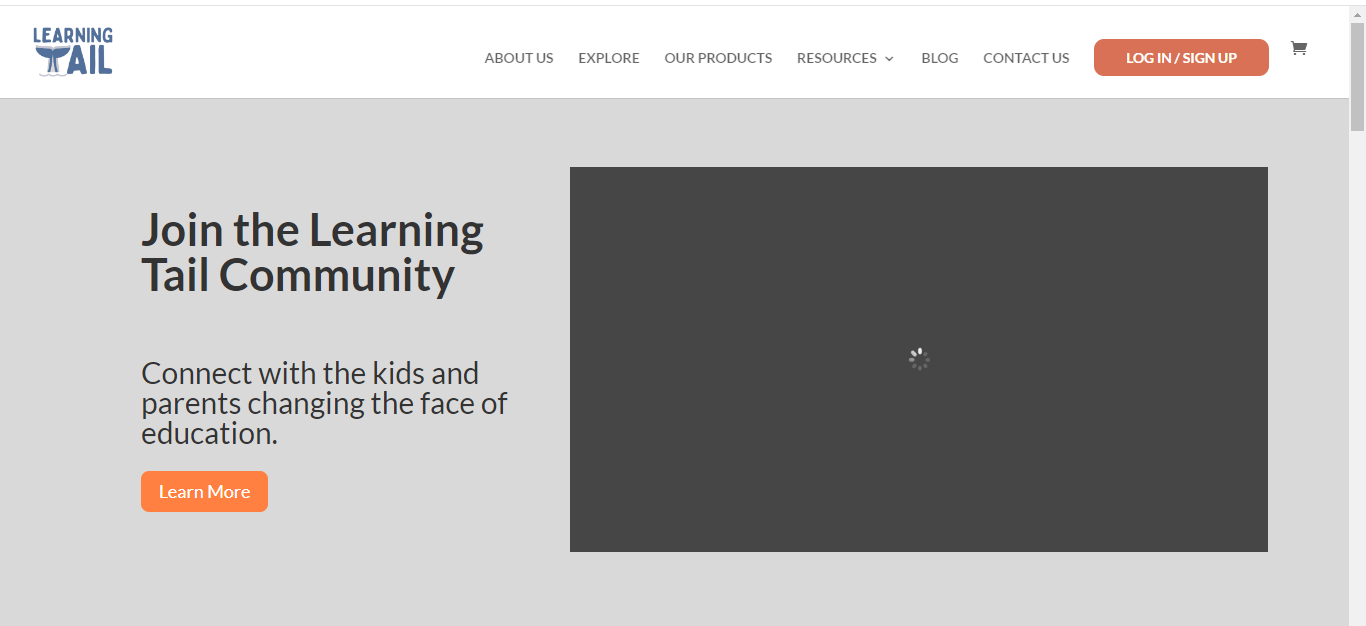 LEARNING
TAIL
ABOUT US EXPLORE OUR PRODUCTS RESOURCES BLOG CONTACT US LOG IN / SIGN UP
Join the Learning
Tail Community
Connect with the kids and
parents changing the face of
education.
Learn More